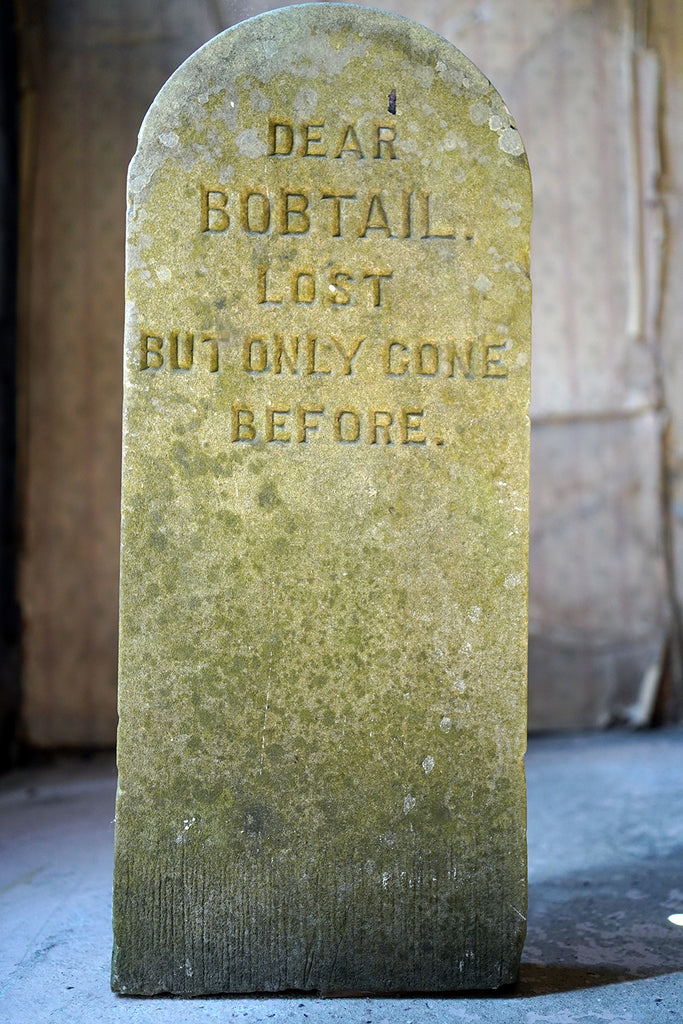 DEAR
BOBTAIL.
LOST
BUT ONLY GONE
BEFORE.